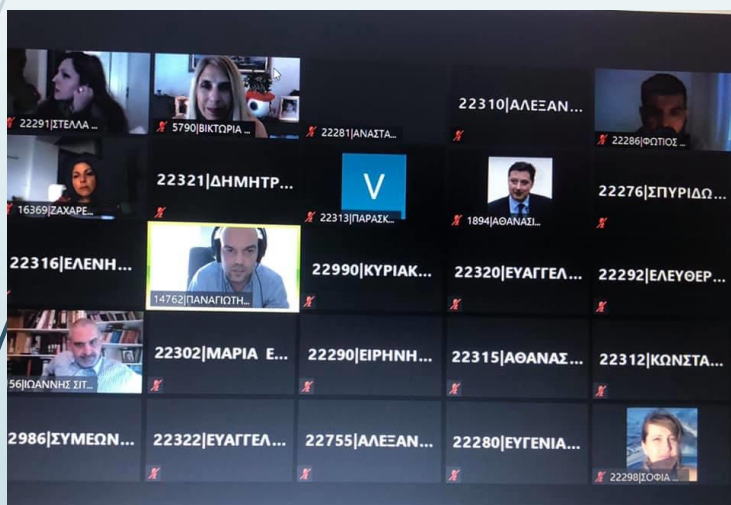 22291|ΣΤΕΛΛΑ ...
5790|ΒΙΚΤΩΡΙΑ ...
22281|ΑΝΑΣΤΑ...
22310|ΑΛΕΞΑΝ...
22286|ΦΩΤΙΟΣ ...
16369|ΖΑΧΑΡΕ...
22321|ΔΗΜΗΤΡ...
V
22313|ΠΑΡΑΣΚ...
1894|ΑΘΑΝΑΣΙ...
22276|ΣΠΥΡΙΔΩ...
22316|ΕΛΕΝΗ...
14762|ΠΑΝΑΓΙΩΤΗ...
22990|ΚΥΡΙΑΚ...
22320|ΕΥΑΓΓΕΛ...
22292|ΕΛΕΥΘΕΡ...
56|ΙΩΑΝΝΗΣ ΣΙΤ...
22302|ΜΑΡΙΑ Ε...
22290|ΕΙΡΗΝΗ...
22315|ΑΘΑΝΑΣ...
22312|ΚΩΝΣΤΑ...
2986|ΣΥΜΕΩΝ...
22322|ΕΥΑΓΓΕΛ...
22755|ΑΛΕΞΑΝ...
22280|ΕΥΓΕΝΙΑ...
22298|ΣΟΦΙΑ ...